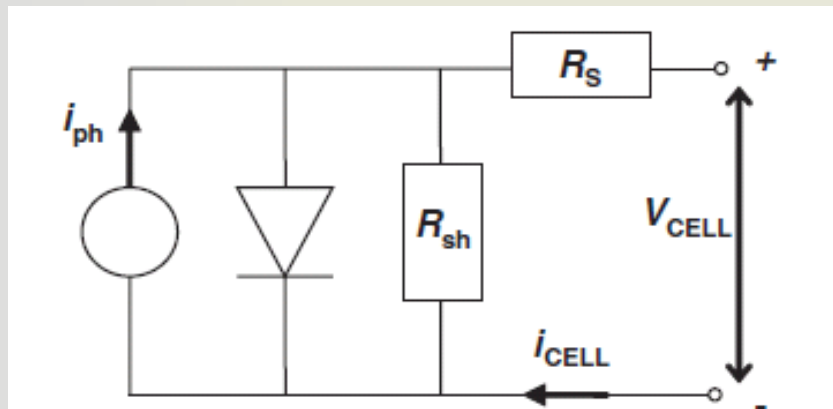 R_S
+
i_ph
R_sh
V_CELL
i_CELL
-